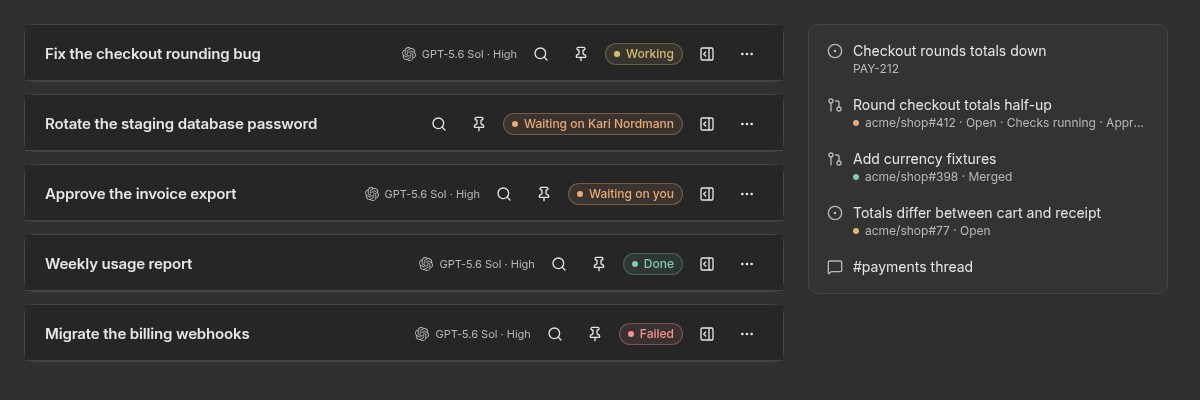 Fix the checkout rounding bug GPT-5.6 Sol · High Working
Rotate the staging database password Waiting on Kari Nordmann
Approve the invoice export GPT-5.6 Sol · High Waiting on you
Weekly usage report GPT-5.6 Sol · High Done
Migrate the billing webhooks GPT-5.6 Sol · High Failed
Checkout rounds totals down
PAY-212
Round checkout totals half-up
acme/shop#412 · Open · Checks running · Appr…
Add currency fixtures
acme/shop#398 · Merged
Totals differ between cart and receipt
acme/shop#77 · Open
#payments thread